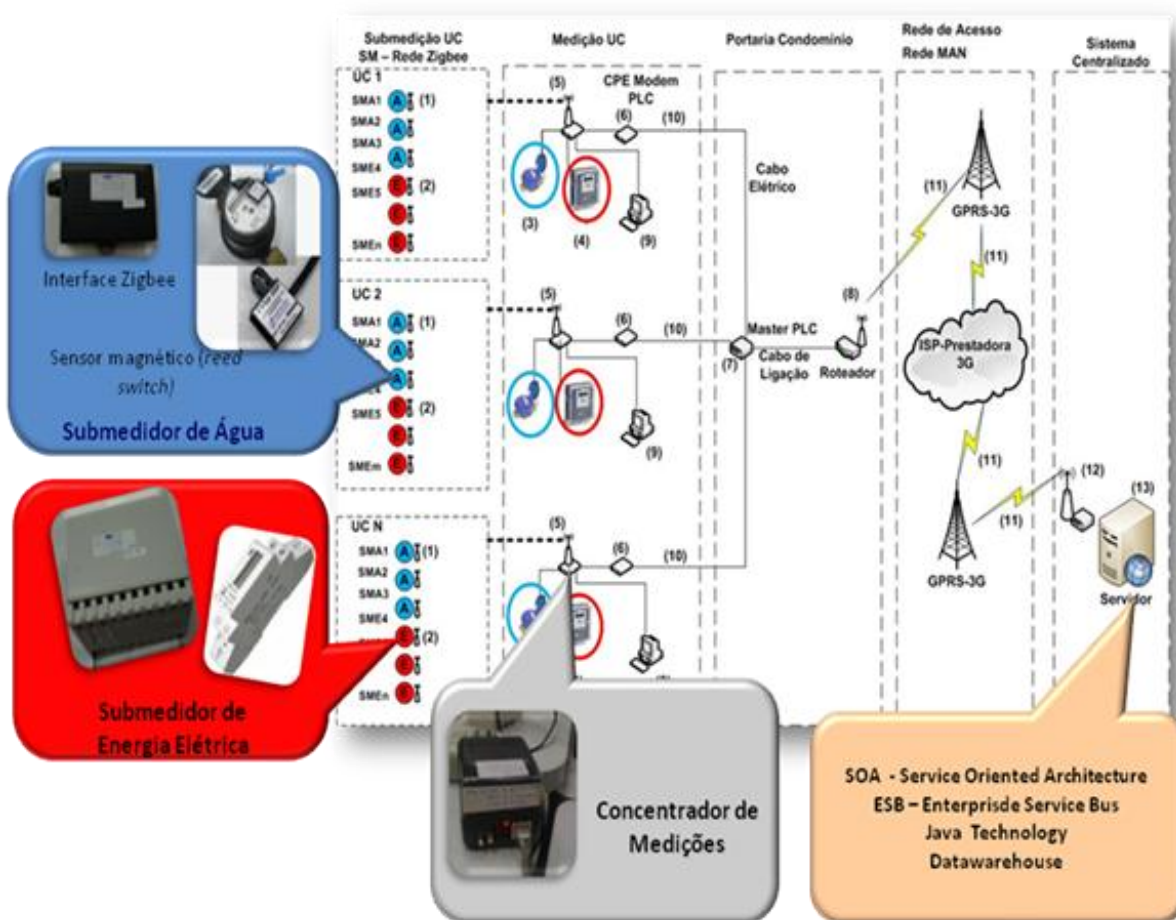 Submedição UC
SM – Rede Zigbee
Medição UC
Portaria Condomínio
Rede de Acesso
Rede MAN
Sistema
Centralizado
UC 1
SMA1
A
(1)
SMA2
A
SMA3
A
SME4
E
(2)
SME5
E
SMEn
E
(5)
CPE Modem
PLC
(6)
(10)
(3)
(4)
(9)
Cabo
Elétrico
(11)
GPRS-3G
(11)
UC 2
SMA1
A
(1)
SMA2
A
A
E
(2)
SME5
E
SMEm
E
(5)
(6)
(10)
(9)
Master PLC
(7)
Cabo de
Ligação
(8)
Roteador
ISP-Prestadora
3G
(11)
(12)
(13)
(11)
GPRS-3G
Servidor
UC N
SMA1
A
(1)
SMA2
A
SMA3
A
SME4
E
(2)
E
SMEn
E
(5)
(6)
(10)
Interface Zigbee
Sensor magnético (reed
switch)
Submedidor de Água
Submedidor de
Energia Elétrica
Concentrador de
Medições
SOA - Service Oriented Architecture
ESB – Enterprisde Service Bus
Java Technology
Datawarehouse